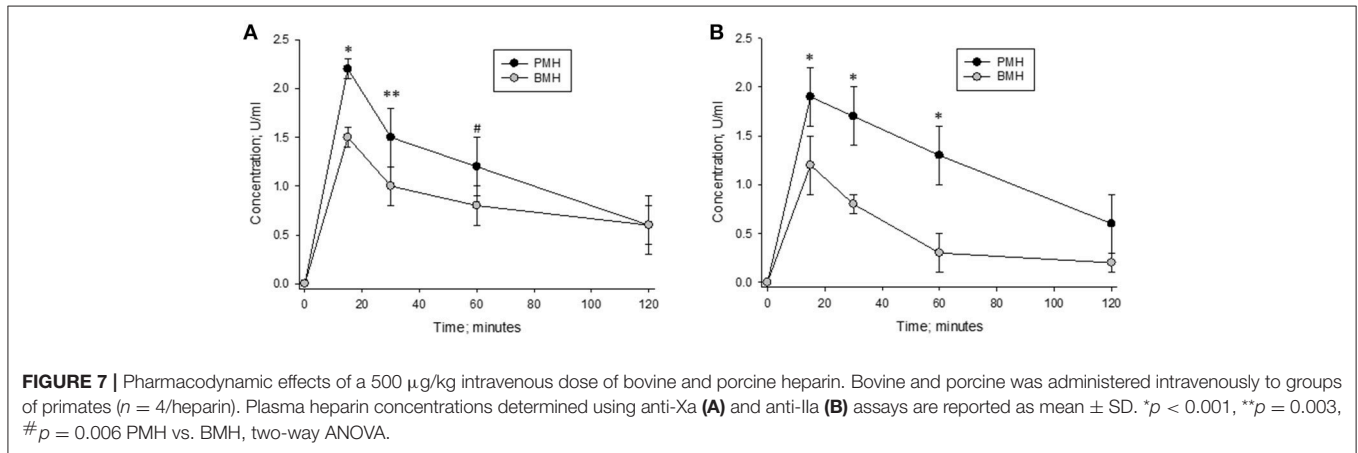 A
2.5
2.0
1.5
1.0
0.5
0.0
Concentration; U/ml
*
**
#
PMH
BMH
0 20 40 60 80 100 120
Time; minutes
B
2.5
2.0
1.5
1.0
0.5
0.0
Concentration; U/ml
*
*
*
PMH
BMH
0 20 40 60 80 100 120
Time; minutes
FIGURE 7 | Pharmacodynamic effects of a 500 μg/kg intravenous dose of bovine and porcine heparin. Bovine and porcine was administered intravenously to groups
of primates (n = 4/heparin). Plasma heparin concentrations determined using anti-Xa (A) and anti-IIa (B) assays are reported as mean ± SD. *p < 0.001, **p = 0.003,
#p = 0.006 PMH vs. BMH, two-way ANOVA.